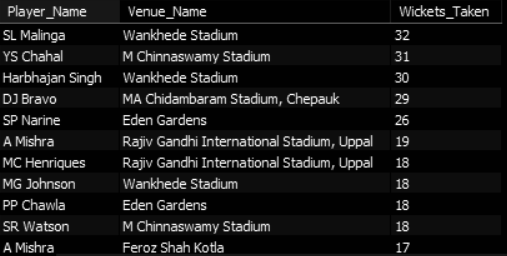 Player_Name Venue_Name Wickets_Taken
SL Malinga Wankhede Stadium 32
YS Chahal M Chinnaswamy Stadium 31
Harbhajan Singh Wankhede Stadium 30
DJ Bravo MA Chidambaram Stadium, Chepauk 29
SP Narine Eden Gardens 26
A Mishra Rajiv Gandhi International Stadium, Uppal 19
MC Henriques Rajiv Gandhi International Stadium, Uppal 18
MG Johnson Wankhede Stadium 18
PP Chawla Eden Gardens 18
SR Watson M Chinnaswamy Stadium 18
A Mishra Feroz Shah Kotla 17